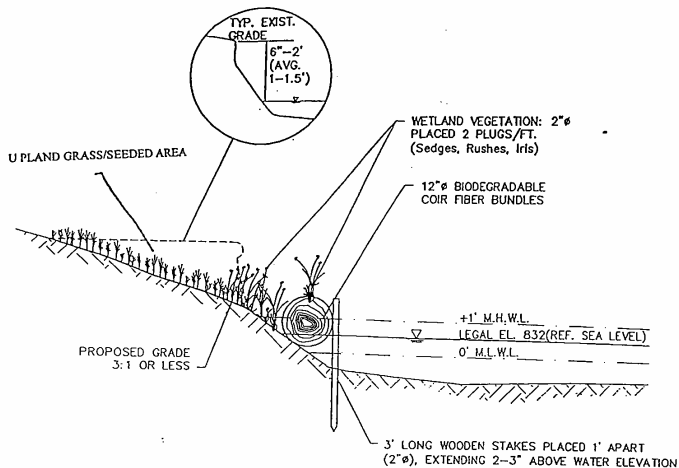 TYP. EXIST.
GRADE
6"-2'
(AVG.
1-1.5')
WETLAND VEGETATION: 2"ø
PLACED 2 PLUGS/FT.
(Sedges, Rushes, Iris)
UPLAND GRASS/SEEDED AREA
12"ø BIODEGRADABLE
COIR FIBER BUNDLES
+1' M.H.W.L.
LEGAL EL. 832(REF. SEA LEVEL)
0' M.L.W.L.
PROPOSED GRADE
3:1 OR LESS
3' LONG WOODEN STAKES PLACED 1' APART
(2"ø), EXTENDING 2-3" ABOVE WATER ELEVATION